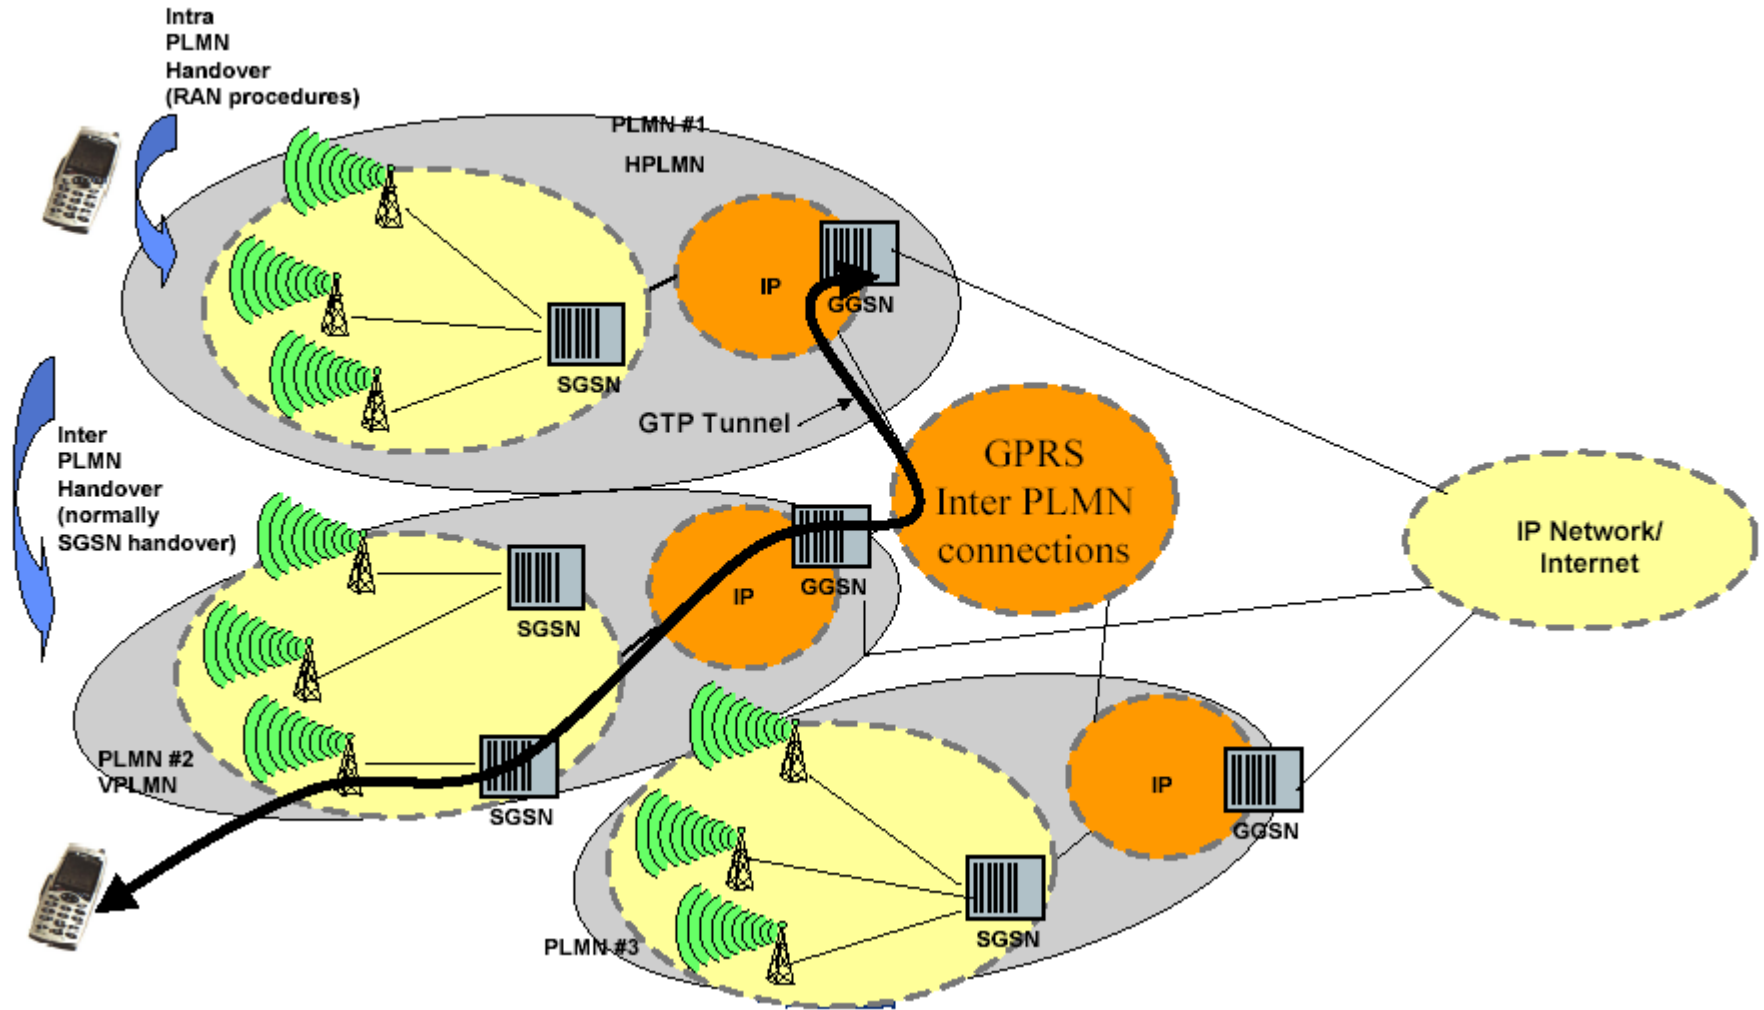 Intra
PLMN
Handover
(RAN procedures)
PLMN #1
HPLMN
IP
GGSN
SGSN
GTP Tunnel
Inter
PLMN
Handover
(normally
SGSN handover)
GPRS
Inter PLMN
connections
IP Network/
Internet
SGSN
IP
GGSN
PLMN #2
VPLMN
SGSN
IP
GGSN
SGSN
PLMN #3